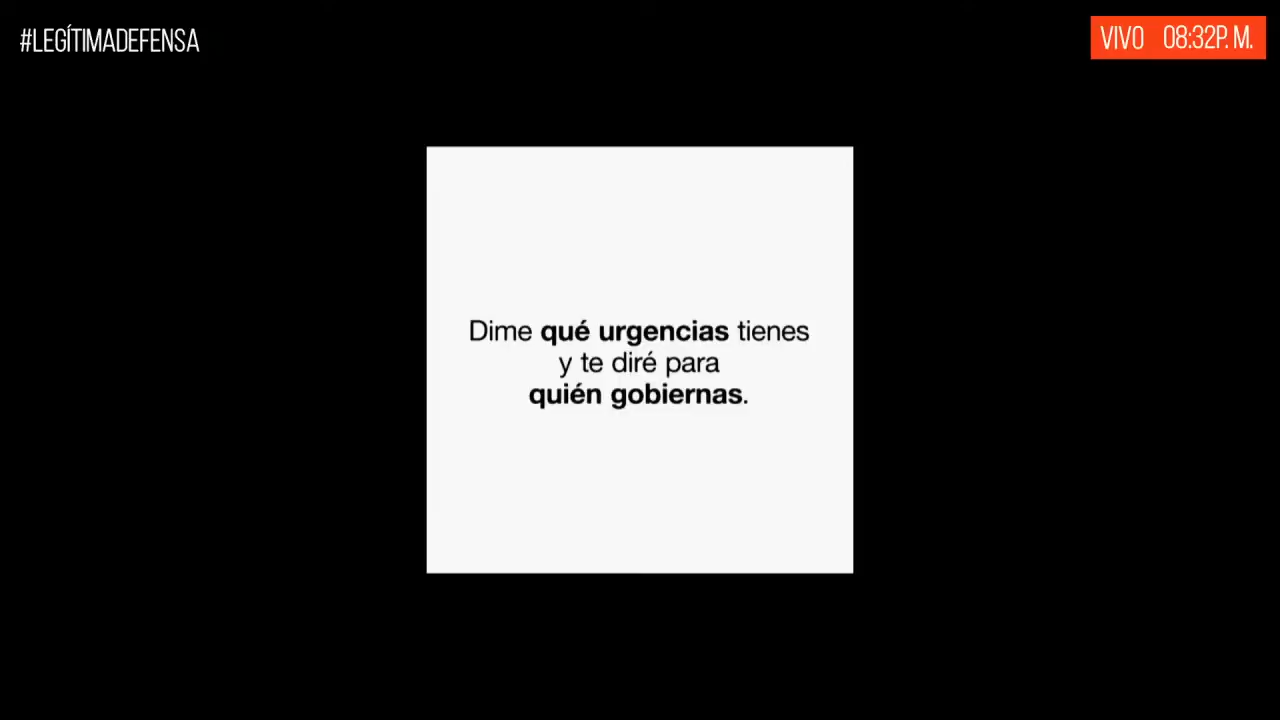 #LEGÍTIMADEFENSA
VIVO 08:32P. M.
Dime qué urgencias tienes
y te diré para
quién gobiernas.